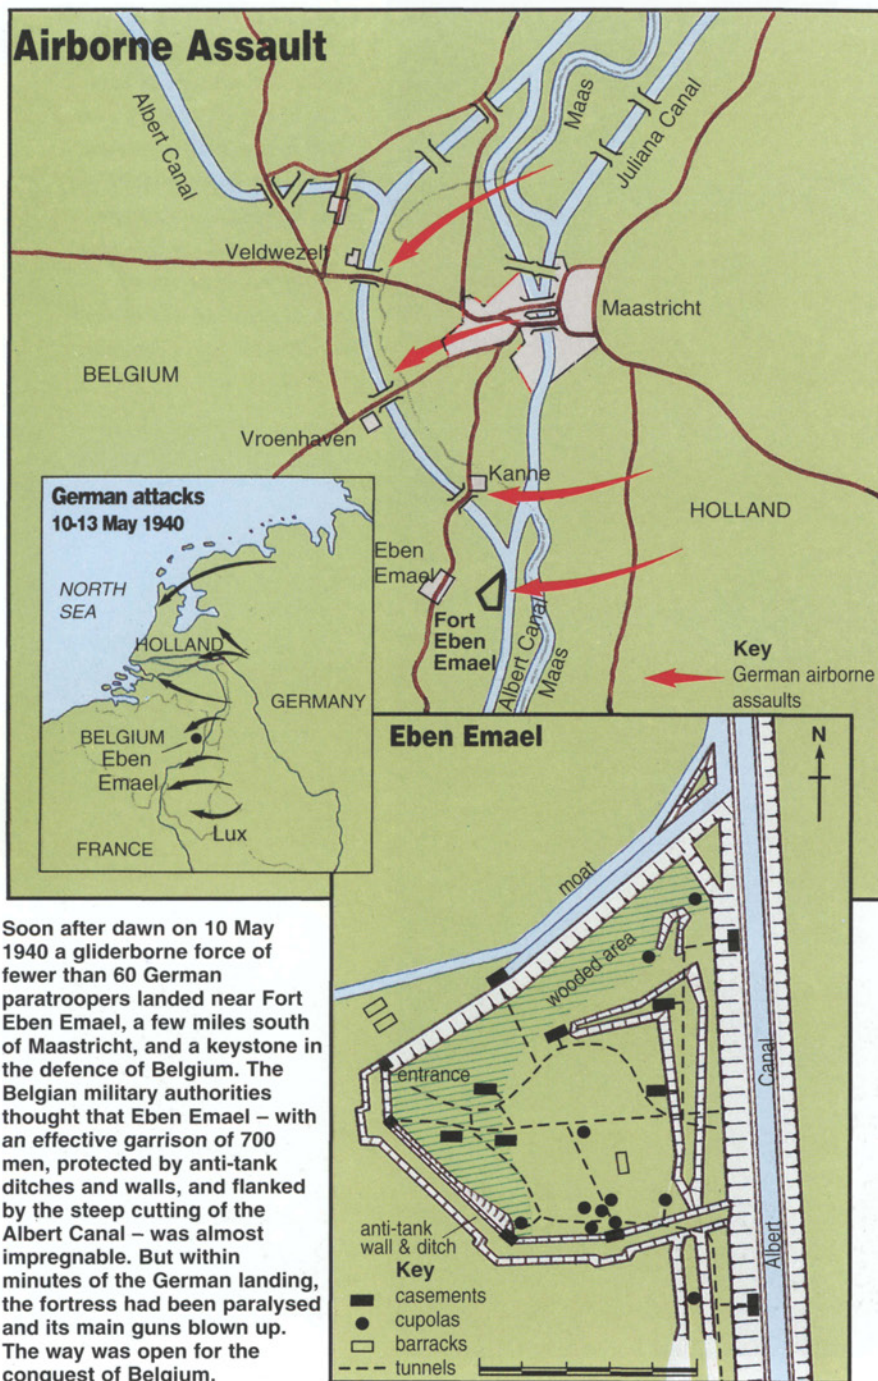 Airborne Assault
Albert Canal
Maas
Juliana Canal
Veldwezelt
Maastricht
BELGIUM
Vroenhaven
Kanne
HOLLAND
Eben
Emael
Fort
Eben
Emael
Albert Canal
Maas
Key
German airborne
assaults
German attacks
10-13 May 1940
NORTH
SEA
HOLLAND
GERMANY
BELGIUM
Eben
Emael
Lux
FRANCE
Eben Emael
N
moat
wooded area
entrance
Canal
Albert
anti-tank
wall & ditch
Key
casements
cupolas
barracks
tunnels
Soon after dawn on 10 May
1940 a gliderborne force of
fewer than 60 German
paratroopers landed near Fort
Eben Emael, a few miles south
of Maastricht, and a keystone in
the defence of Belgium. The
Belgian military authorities
thought that Eben Emael – with
an effective garrison of 700
men, protected by anti-tank
ditches and walls, and flanked
by the steep cutting of the
Albert Canal – was almost
impregnable. But within
minutes of the German landing,
the fortress had been paralysed
and its main guns blown up.
The way was open for the
conquest of Belgium.